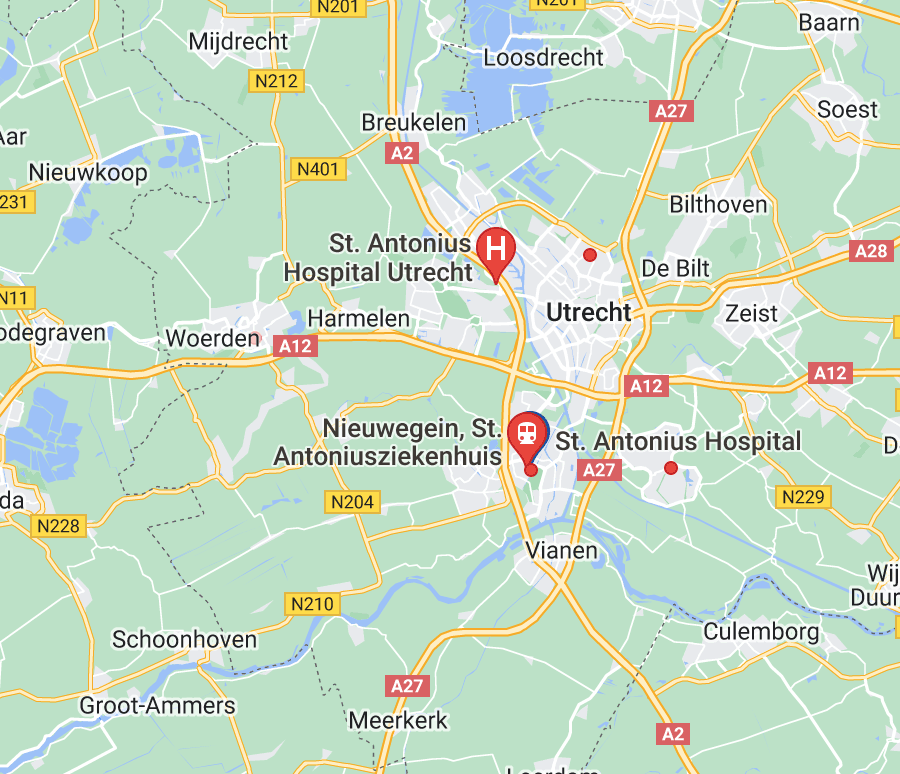 N201
N201
Baarn
Mijdrecht
Loosdrecht
N212
Soest
A27
Breukelen
Aar
A2
N401
Nieuwkoop
231
Bilthoven
St. Antonius
Hospital Utrecht
H
A28
De Bilt
N11
Utrecht
Zeist
Harmelen
odegraven
Woerden
A12
A12
A12
Nieuwegein, St.
Antoniusziekenhuis
St. Antonius Hospital
A27
D
da
N204
N229
N228
Vianen
Wij
Duur
N210
Schoonhoven
Culemborg
A27
Groot-Ammers
Meerkerk
A2
Leerdam